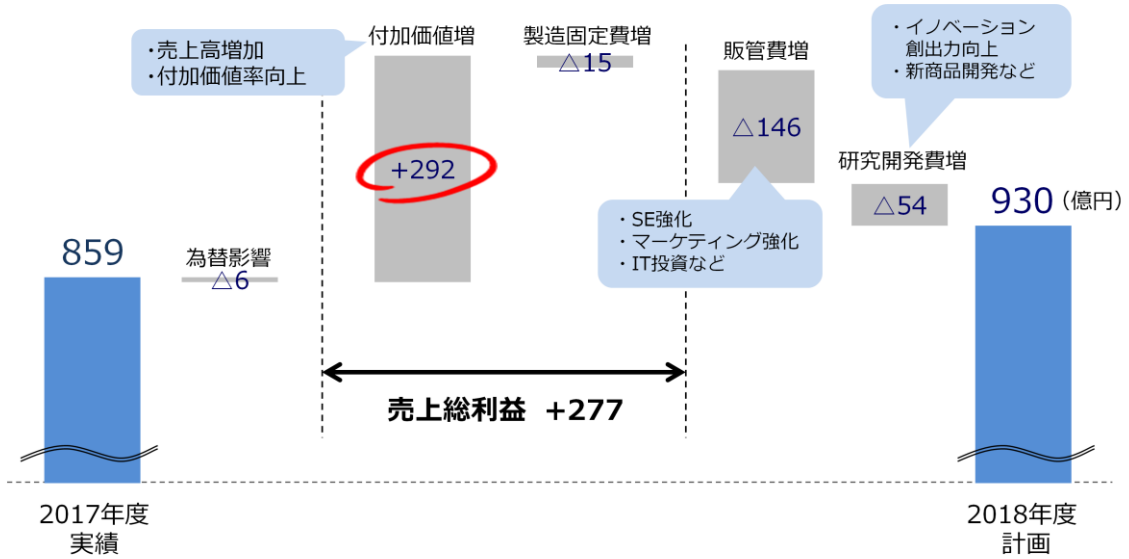 ・売上高増加
・付加価値率向上
付加価値増
+292
製造固定費増
△15
販管費増
△146
・イノベーション
創出力向上
・新商品開発など
研究開発費増
△54
・SE強化
・マーケティング強化
・IT投資など
930（億円）
859
為替影響
△6
売上総利益 +277
2017年度
実績
2018年度
計画